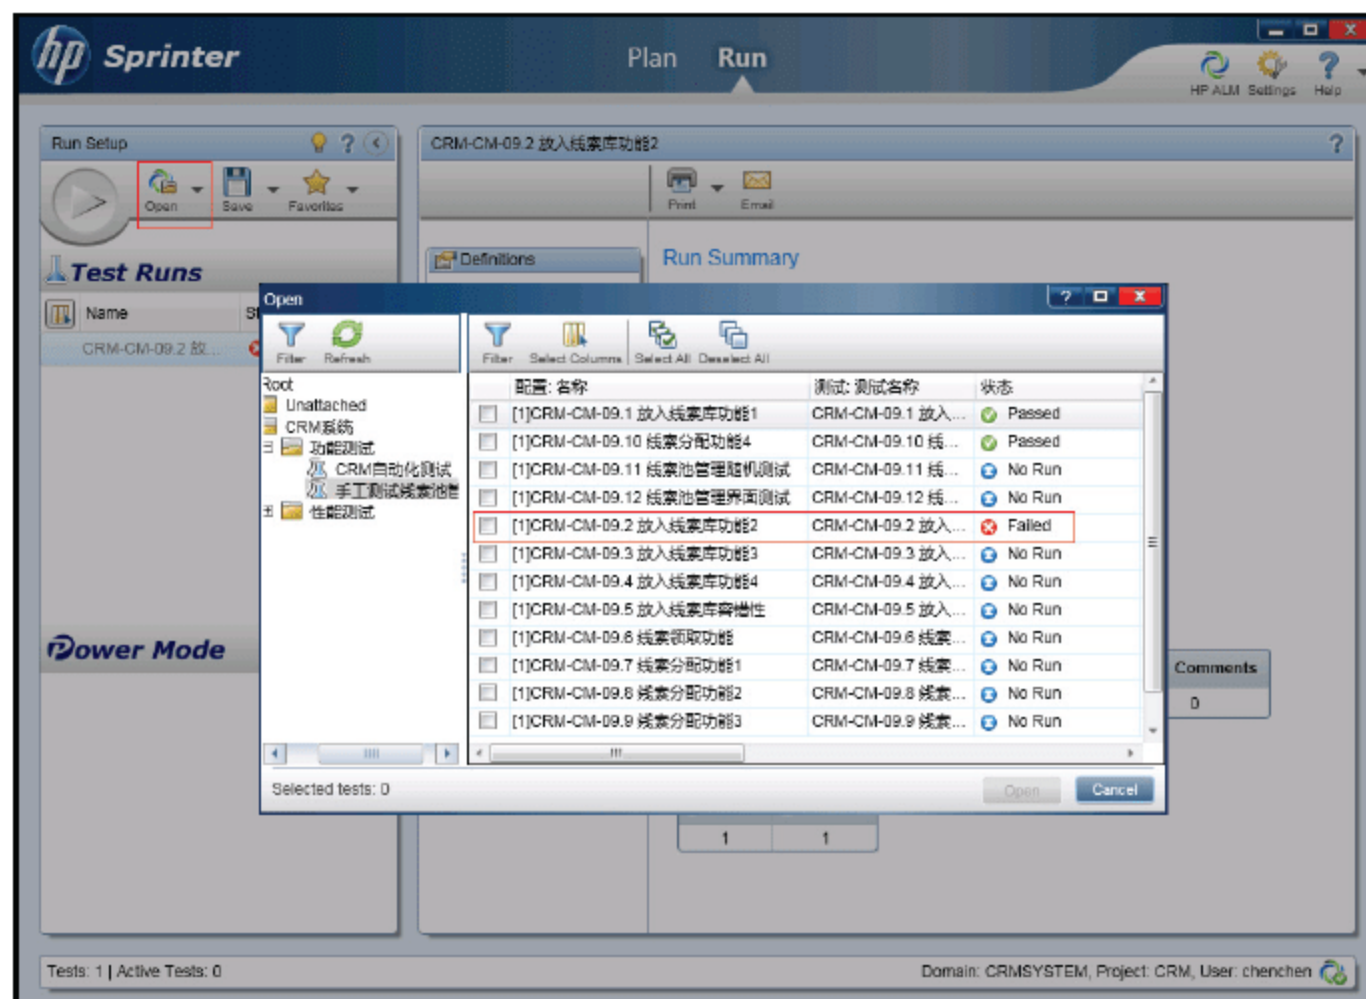 hp Sprinter
Plan Run
HP ALM Settings Help
Run Setup
CRM-CM-09.2 放入线索库功能2
Open Save Favorites
Print Email
Definitions
Run Summary
Test Runs
Name St
CRM-CM-09.2 放...
Open
Filter Refresh
Filter Select Columns Select All Deselect All
Root
Unattached
CRM系统
功能测试
CRM自动化测试
手工测试线索池管
性能测试
配置: 名称 测试: 测试名称 状态
[1]CRM-CM-09.1 放入线索库功能1 CRM-CM-09.1 放入... Passed
[1]CRM-CM-09.10 线索分配功能4 CRM-CM-09.10 线... Passed
[1]CRM-CM-09.11 线索池管理随机测试 CRM-CM-09.11 线... No Run
[1]CRM-CM-09.12 线索池管理界面测试 CRM-CM-09.12 线... No Run
[1]CRM-CM-09.2 放入线索库功能2 CRM-CM-09.2 放入... Failed
[1]CRM-CM-09.3 放入线索库功能3 CRM-CM-09.3 放入... No Run
[1]CRM-CM-09.4 放入线索库功能4 CRM-CM-09.4 放入... No Run
[1]CRM-CM-09.5 放入线索库容错性 CRM-CM-09.5 放入... No Run
[1]CRM-CM-09.6 线索领取功能 CRM-CM-09.6 线索... No Run
[1]CRM-CM-09.7 线索分配功能1 CRM-CM-09.7 线索... No Run
[1]CRM-CM-09.8 线索分配功能2 CRM-CM-09.8 线索... No Run
[1]CRM-CM-09.9 线索分配功能3 CRM-CM-09.9 线索... No Run
Selected tests: 0
Open Cancel
Power Mode
Comments
0
1 1
Tests: 1 | Active Tests: 0
Domain: CRMSYSTEM, Project: CRM, User: chenchen